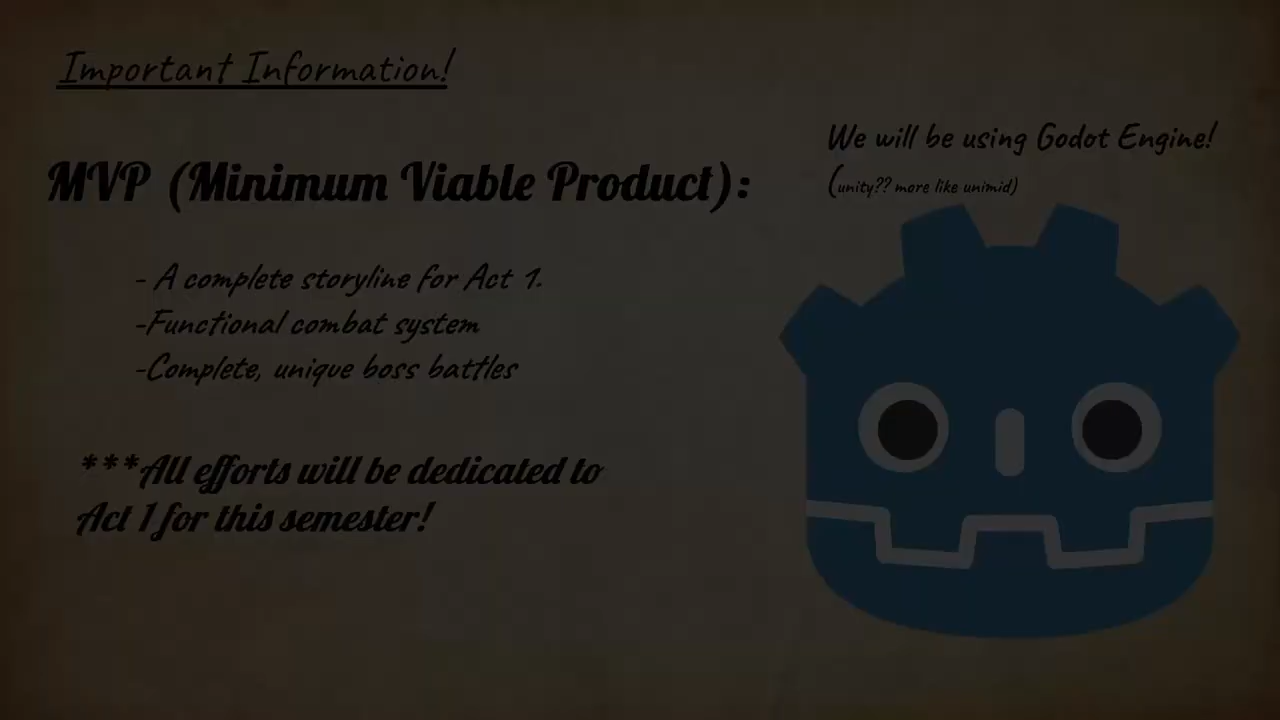 Important Information!
MVP (Minimum Viable Product):
- A complete storyline for Act 1.
-Functional combat system
-Complete, unique boss battles
***All efforts will be dedicated to
Act 1 for this semester!
We will be using Godot Engine!
(unity?? more like unimid)